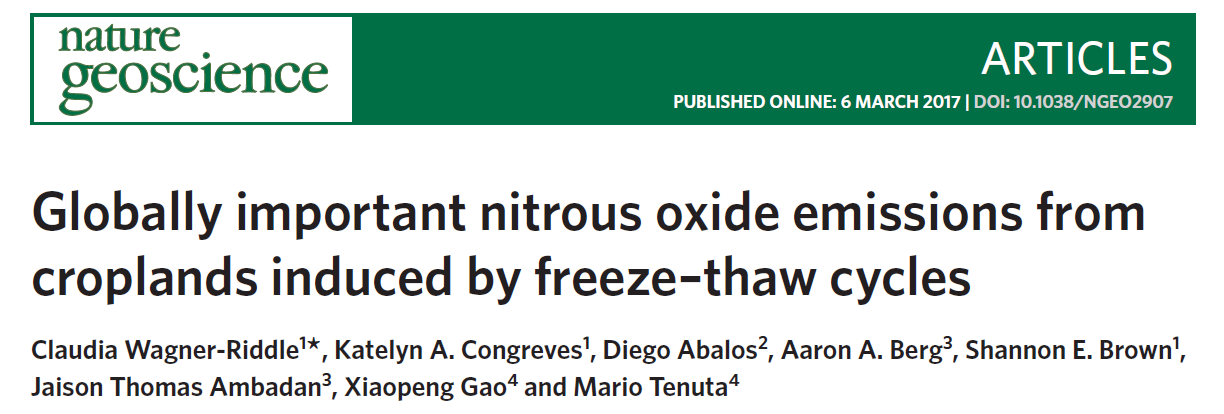 nature
geoscience
ARTICLES
PUBLISHED ONLINE: 6 MARCH 2017 | DOI: 10.1038/NGEO2907
Globally important nitrous oxide emissions from
croplands induced by freeze–thaw cycles
Claudia Wagner-Riddle1*, Katelyn A. Congreves1, Diego Abalos2, Aaron A. Berg3, Shannon E. Brown1,
Jaison Thomas Ambadan3, Xiaopeng Gao4 and Mario Tenuta4